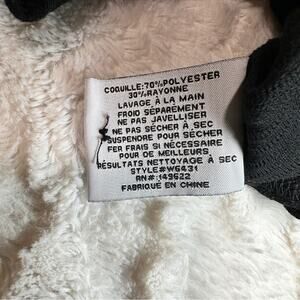 COQUILLE:70%POLYESTER
30%RAYONNE
LAVAGE À LA MAIN
FROID SÉPARÉMENT
NE PAS JAVELLISER
NE PAS SÉCHER À SEC
SUSPENDRE POUR SÉCHER
FER FRAIS SI NÉCESSAIRE
POUR DE MEILLEURS
RÉSULTATS NETTOYAGE À SEC
STYLE#W6431
RN#:149622
FABRIQUÉ EN CHINE